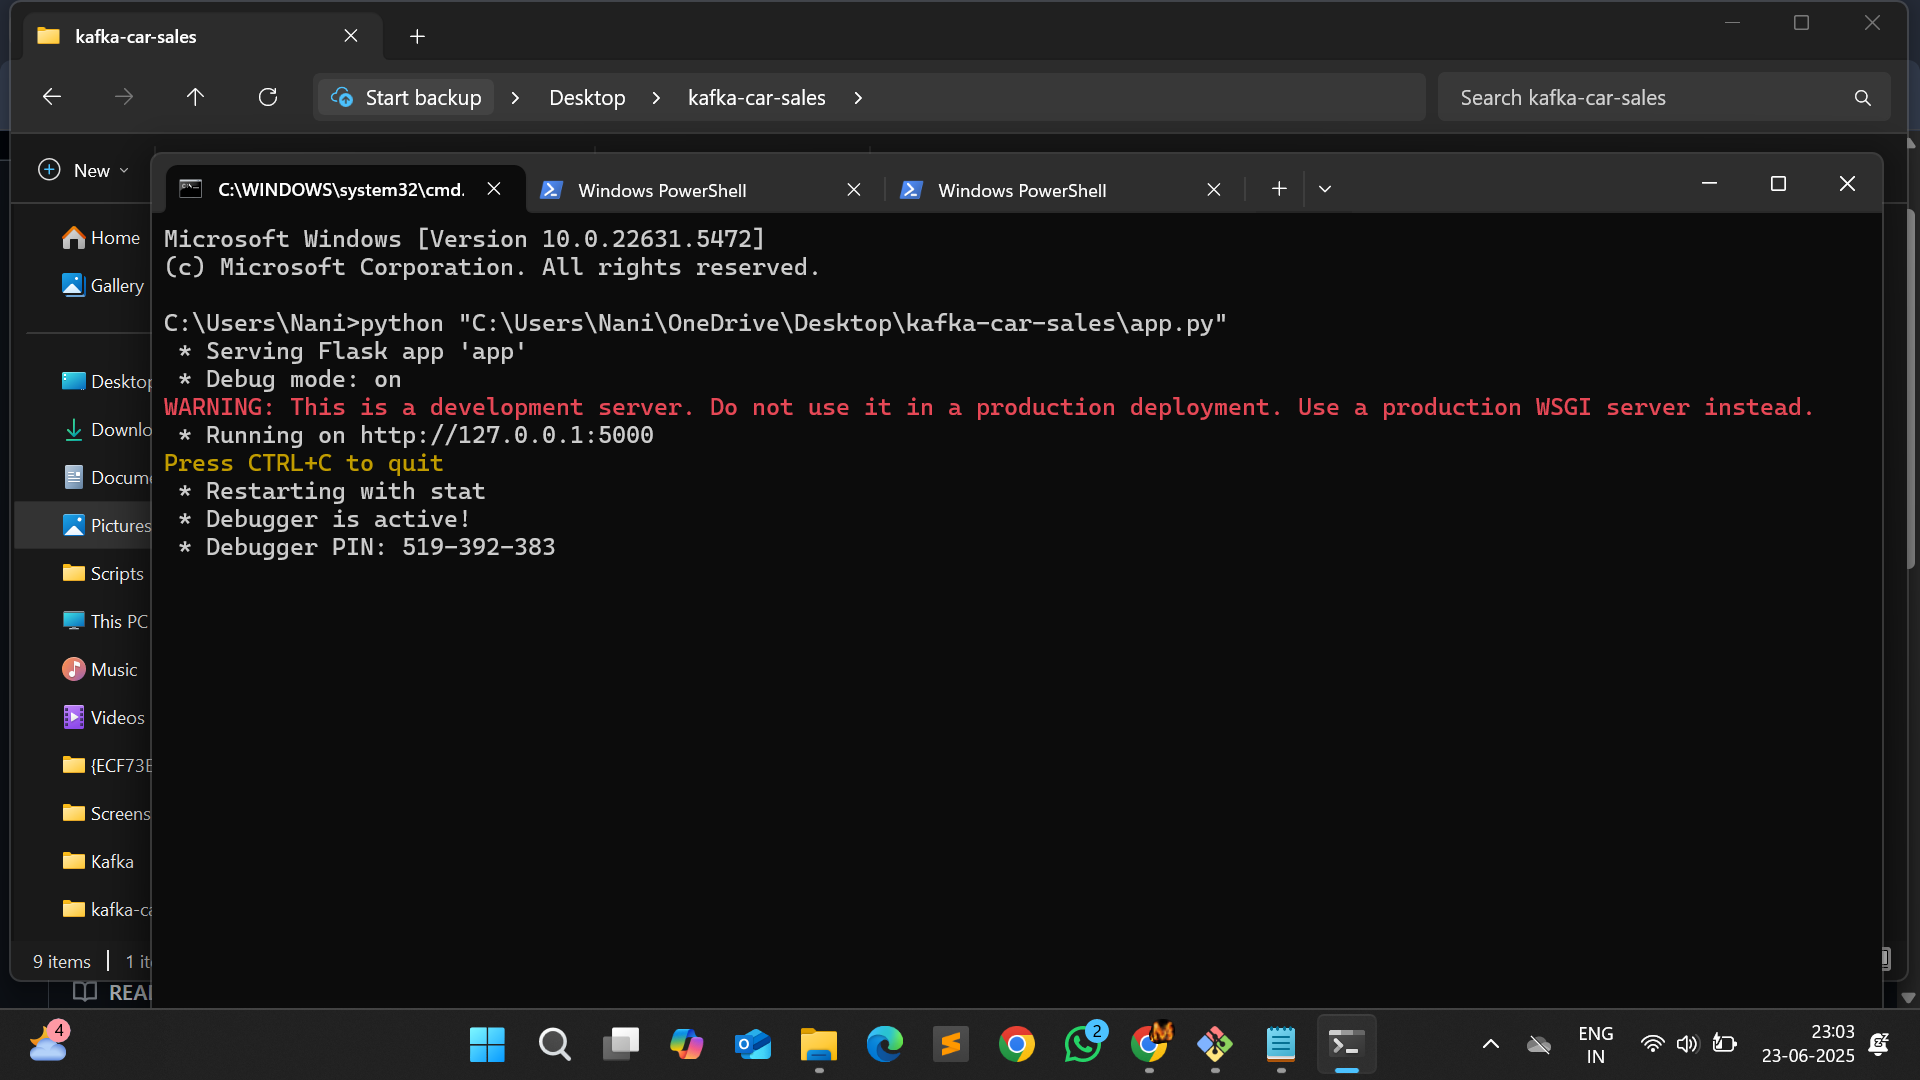 kafka-car-sales
Start backup
Desktop
kafka-car-sales
Search kafka-car-sales
New
C:\WINDOWS\system32\cmd.
Windows PowerShell
Windows PowerShell
Home
Gallery
Desktop
Downlo
Docume
Pictures
Scripts
This PC
Music
Videos
{ECF73E
Screens
Kafka
kafka-ca
9 items
1 it
REA
Microsoft Windows [Version 10.0.22631.5472]
(c) Microsoft Corporation. All rights reserved.
C:\Users\Nani>python "C:\Users\Nani\OneDrive\Desktop\kafka-car-sales\app.py"
* Serving Flask app 'app'
* Debug mode: on
WARNING: This is a development server. Do not use it in a production deployment. Use a production WSGI server instead.
* Running on http://127.0.0.1:5000
Press CTRL+C to quit
* Restarting with stat
* Debugger is active!
* Debugger PIN: 519-392-383
4
2
ENG
IN
23:03
23-06-2025